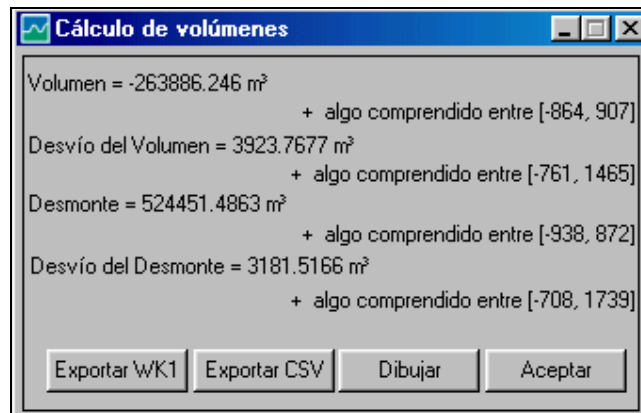 Cálculo de volúmenes
Volumen = -263886.246 m³
+ algo comprendido entre [-864, 907]
Desvío del Volumen = 3923.7677 m³
+ algo comprendido entre [-761, 1465]
Desmonte = 524451.4863 m³
+ algo comprendido entre [-938, 872]
Desvío del Desmonte = 3181.5166 m³
+ algo comprendido entre [-708, 1739]
Exportar WK1 Exportar CSV Dibujar Aceptar